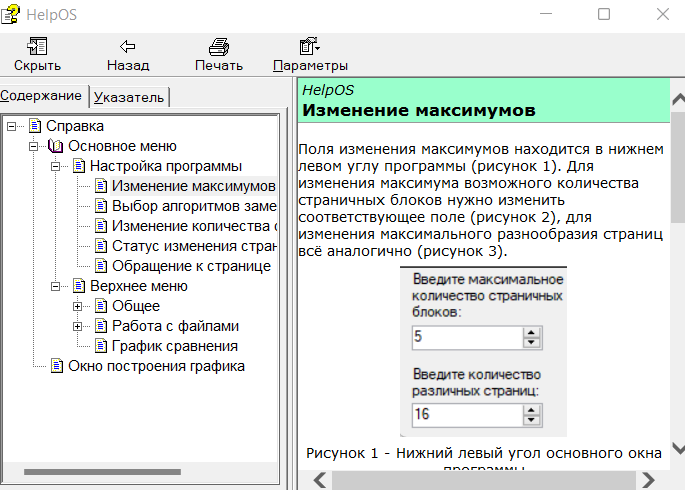 HelpOS
Скрыть
Назад
Печать
Параметры
Содержание
Указатель
Справка
Основное меню
Настройка программы
Изменение максимумов
Выбор алгоритмов заме
Изменение количества
Статус изменения стран
Обращение к странице
Верхнее меню
Общее
Работа с файлами
График сравнения
Окно построения графика
HelpOS
Изменение максимумов
Поля изменения максимумов находится в нижнем
левом углу программы (рисунок 1). Для
изменения максимума возможного количества
страничных блоков нужно изменить
соответствующее поле (рисунок 2), для
изменения максимального разнообразия страниц
всё аналогично (рисунок 3).
Введите максимальное
количество страничных
блоков:
5
Введите количество
различных страниц:
16
Рисунок 1 - Нижний левый угол основного окна
программы